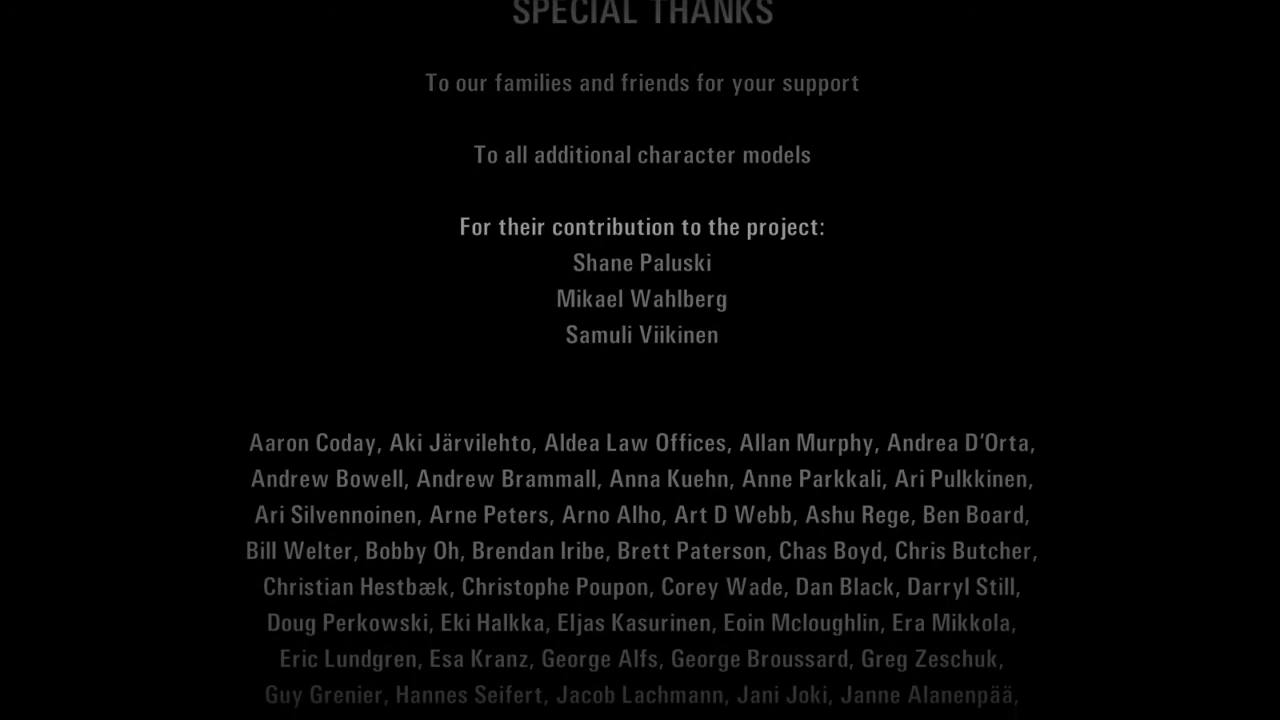 SPECIAL THANKS
To our families and friends for your support
To all additional character models
For their contribution to the project:
Shane Paluski
Mikael Wahlberg
Samuli Viikinen
Aaron Coday, Aki Järvilehto, Aldea Law Offices, Allan Murphy, Andrea D’Orta,
Andrew Bowell, Andrew Brammall, Anna Kuehn, Anne Parkkali, Ari Pulkkinen,
Ari Silvennoinen, Arne Peters, Arno Alho, Art D Webb, Ashu Rege, Ben Board,
Bill Welter, Bobby Oh, Brendan Iribe, Brett Paterson, Chas Boyd, Chris Butcher,
Christian Hestbæk, Christophe Poupon, Corey Wade, Dan Black, Darryl Still,
Doug Perkowski, Eki Halkka, Eljas Kasurinen, Eoin Mcloughlin, Era Mikkola,
Eric Lundgren, Esa Kranz, George Alfs, George Broussard, Greg Zeschuk,
Guy Grenier, Hannes Seifert, Jacob Lachmann, Jani Joki, Janne Alanenpää,